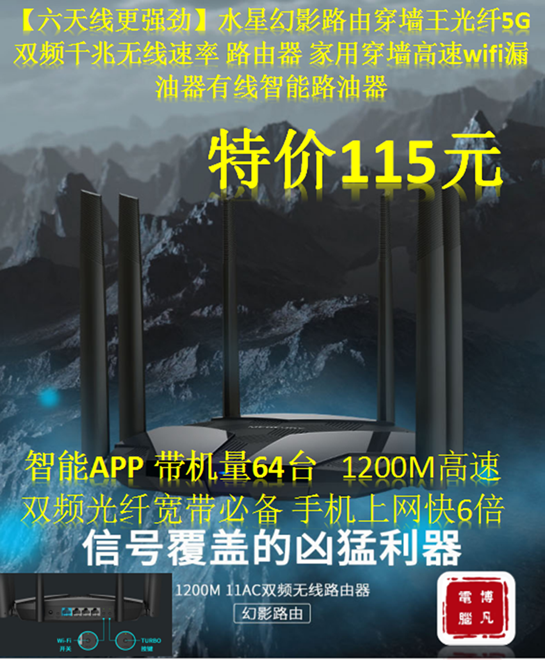 【六天线更强劲】水星幻影路由穿墙王光纤5G
双频千兆无线速率 路由器 家用穿墙高速wifi漏
油器有线智能路油器
特价115元
智能APP 带机量64台 1200M高速
双频光纤宽带必备 手机上网快6倍
信号覆盖的凶猛利器
1200M 11AC双频无线路由器
幻影路由
Wi-Fi
开关
TURBO
按键
電博
腦凡